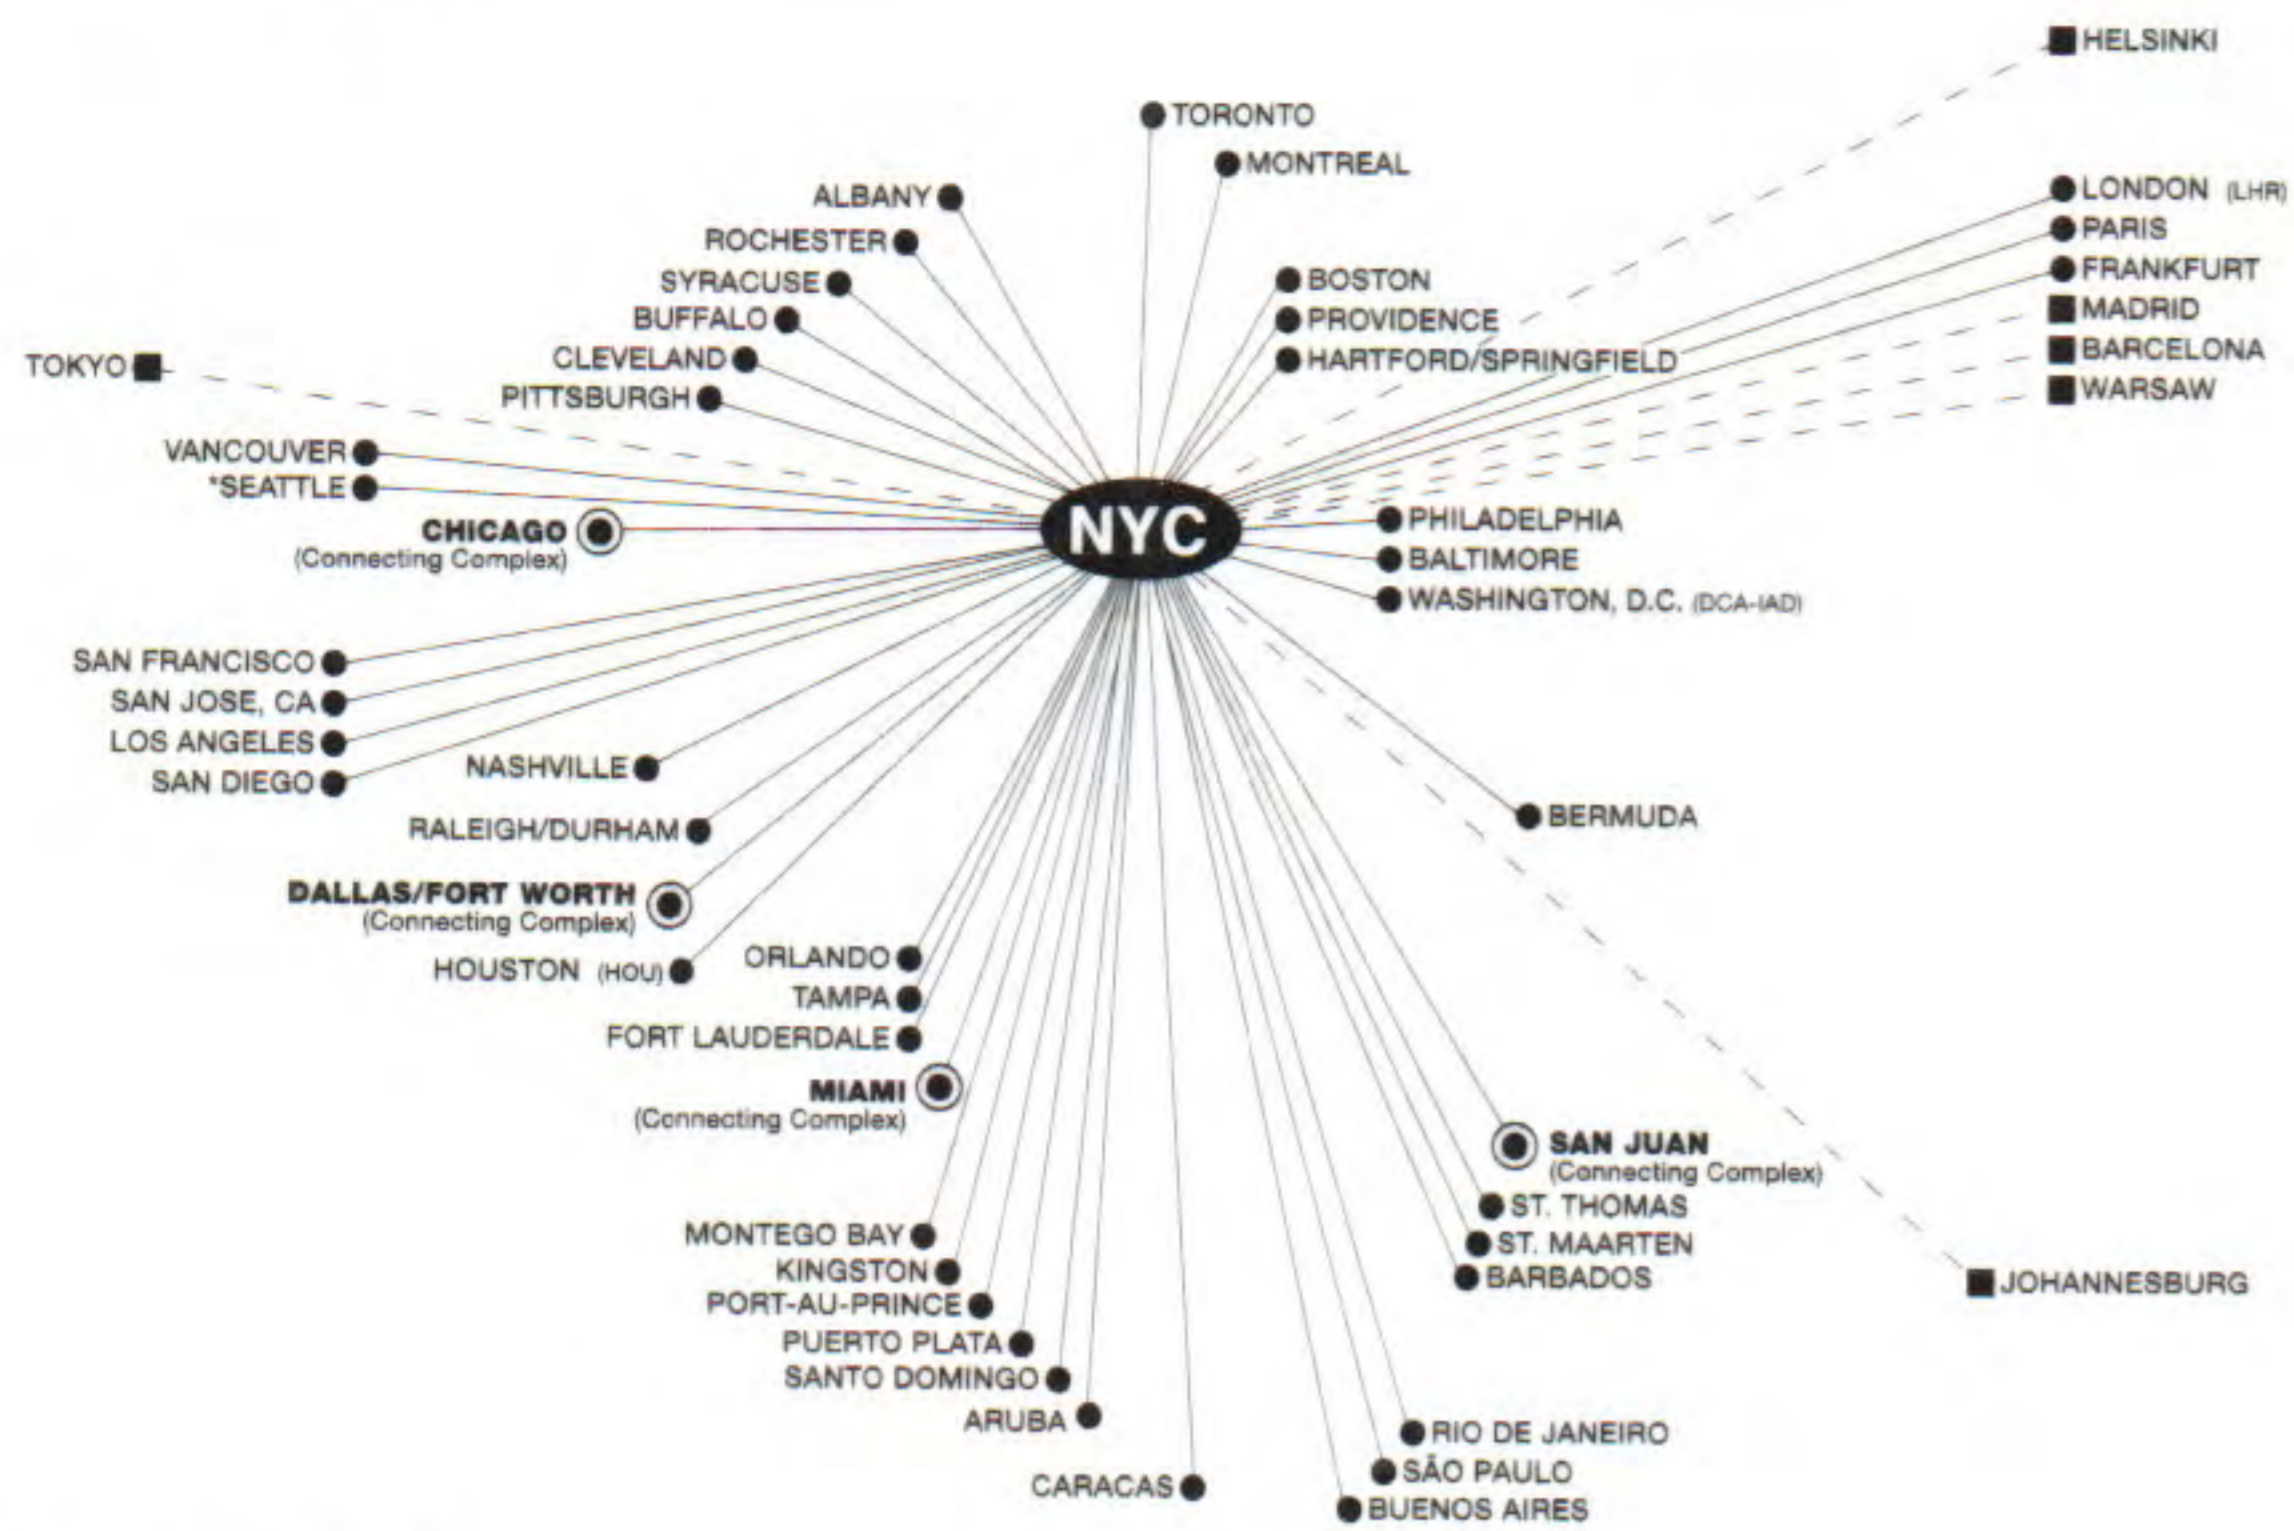 HELSINKI
TORONTO
MONTREAL
ALBANY
LONDON (LHR)
ROCHESTER
PARIS
SYRACUSE
BOSTON
FRANKFURT
BUFFALO
PROVIDENCE
MADRID
CLEVELAND
HARTFORD/SPRINGFIELD
BARCELONA
TOKYO
PITTSBURGH
WARSAW
VANCOUVER
*SEATTLE
CHICAGO
(Connecting Complex)
NYC
PHILADELPHIA
BALTIMORE
WASHINGTON, D.C. (DCA-IAD)
SAN FRANCISCO
SAN JOSE, CA
LOS ANGELES
SAN DIEGO
NASHVILLE
RALEIGH/DURHAM
BERMUDA
DALLAS/FORT WORTH
(Connecting Complex)
HOUSTON (HOU)
ORLANDO
TAMPA
FORT LAUDERDALE
MIAMI
(Connecting Complex)
SAN JUAN
(Connecting Complex)
ST. THOMAS
ST. MAARTEN
BARBADOS
JOHANNESBURG
MONTEGO BAY
KINGSTON
PORT-AU-PRINCE
PUERTO PLATA
SANTO DOMINGO
ARUBA
CARACAS
RIO DE JANEIRO
SÃO PAULO
BUENOS AIRES